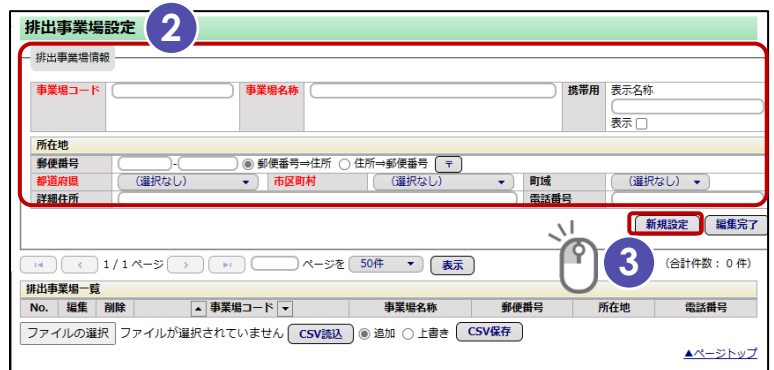 排出事業場設定 2
排出事業場情報
事業場コード 事業場名称 携帯用 表示名称
表示
所在地
郵便番号 - 郵便番号⇒住所 住所⇒郵便番号 〒
都道府県 (選択なし) 市区町村 (選択なし) 町域 (選択なし)
詳細住所 電話番号
新規設定 編集完了
3
1 / 1 ページ ページを 50件 表示 (合計件数： 0 件)
排出事業場一覧
No. 編集 削除 ▲ 事業場コード ▼ 事業場名称 郵便番号 所在地 電話番号
ファイルの選択 ファイルが選択されていません CSV読込 追加 上書き CSV保存
▲ページトップ